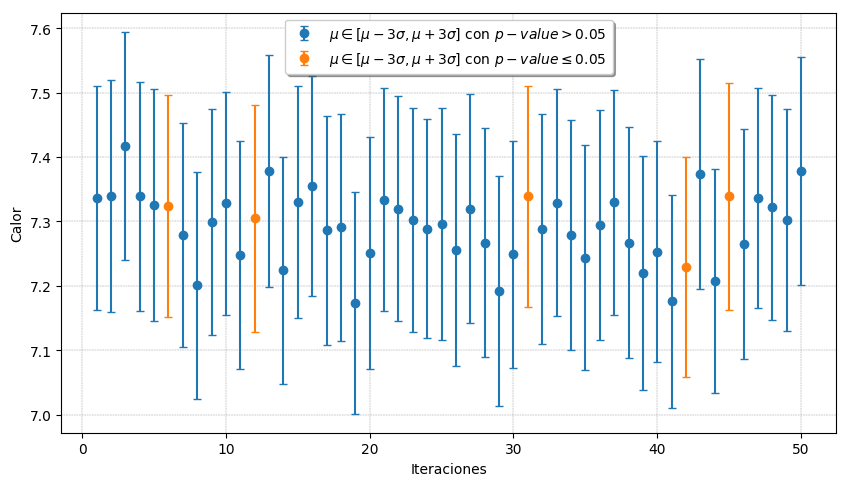 μ ∈ [μ − 3σ, μ + 3σ] con p − value > 0.05
μ ∈ [μ − 3σ, μ + 3σ] con p − value ≤ 0.05
7.6
7.5
7.4
7.3
7.2
7.1
7.0
Calor
0 10 20 30 40 50
Iteraciones